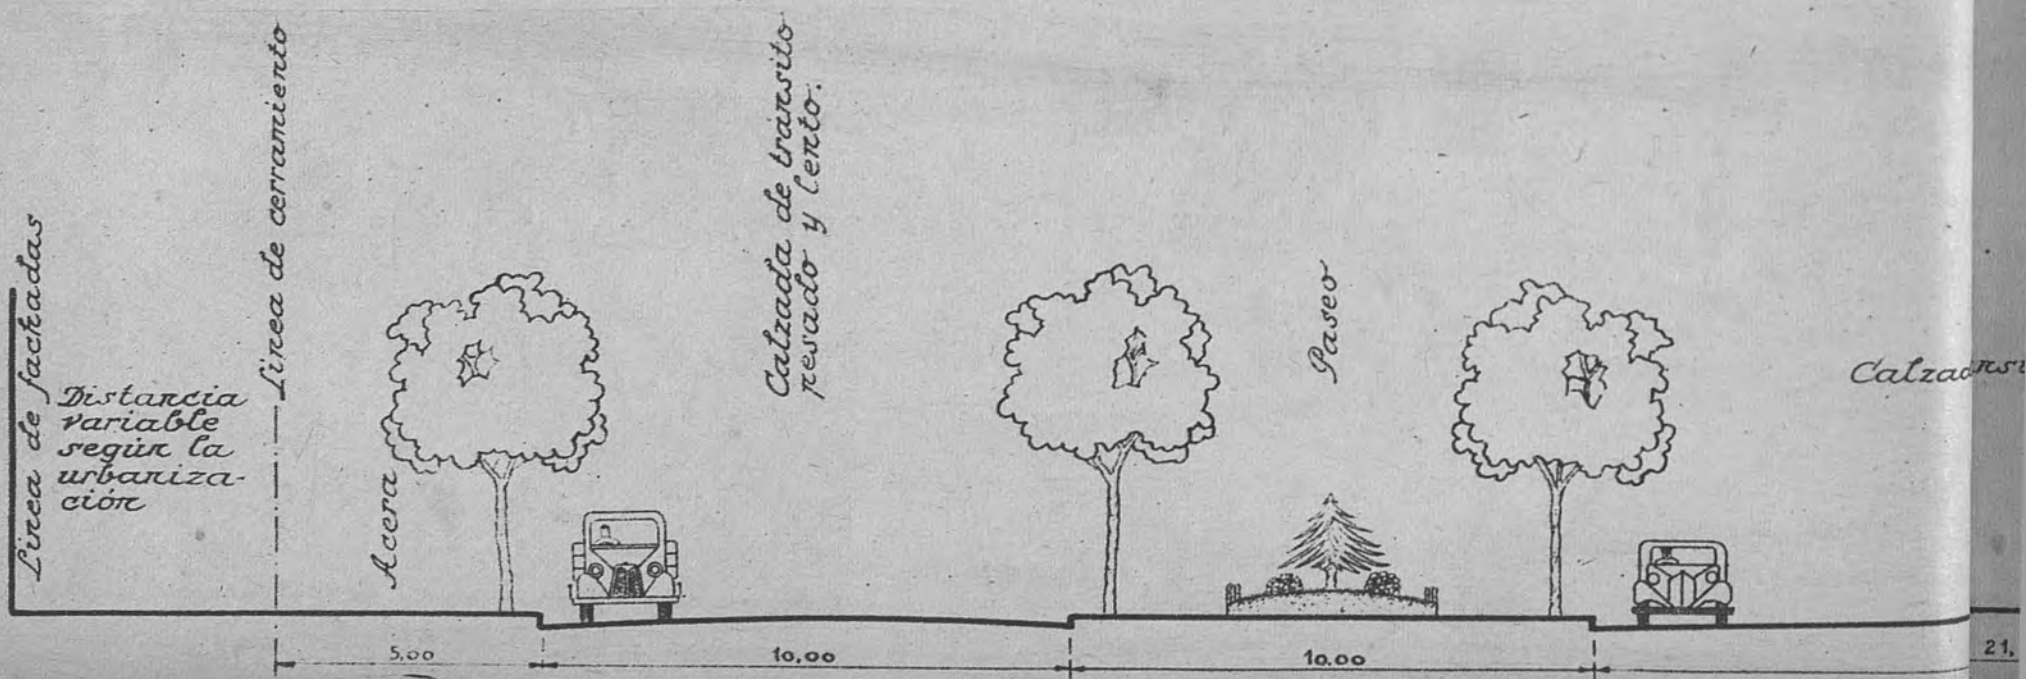 Línea de fachadas
Distancia
variable
según la
urbaniza-
ción
Línea de cerramiento
Acera
Calzada de tránsito
pesado y lento.
Paseo
Calza
5,00
10,00
10.00
21,